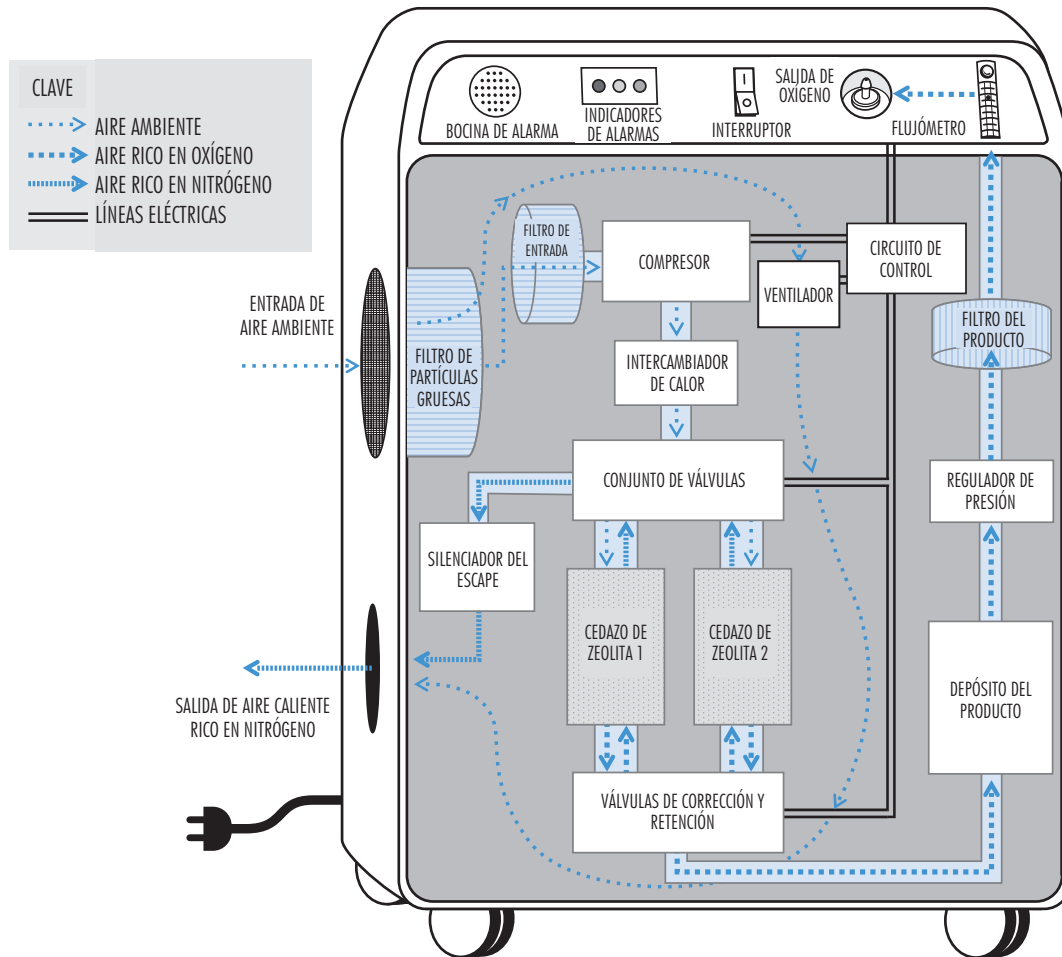 CLAVE
AIRE AMBIENTE
AIRE RICO EN OXÍGENO
AIRE RICO EN NITRÓGENO
LÍNEAS ELÉCTRICAS
BOCINA DE ALARMA
INDICADORES
DE ALARMAS
INTERRUPTOR
SALIDA DE
OXÍGENO
FLUJÓMETRO
ENTRADA DE
AIRE AMBIENTE
FILTRO DE
PARTÍCULAS
GRUESAS
FILTRO DE
ENTRADA
COMPRESOR
VENTILADOR
CIRCUITO DE
CONTROL
FILTRO DEL
PRODUCTO
INTERCAMBIADOR
DE CALOR
CONJUNTO DE VÁLVULAS
REGULADOR DE
PRESIÓN
SILENCIADOR DEL
ESCAPE
CEDAZO DE
ZEOLITA 1
CEDAZO DE
ZEOLITA 2
DEPÓSITO DEL
PRODUCTO
SALIDA DE AIRE CALIENTE
RICO EN NITRÓGENO
VÁLVULAS DE CORRECCIÓN Y
RETENCIÓN